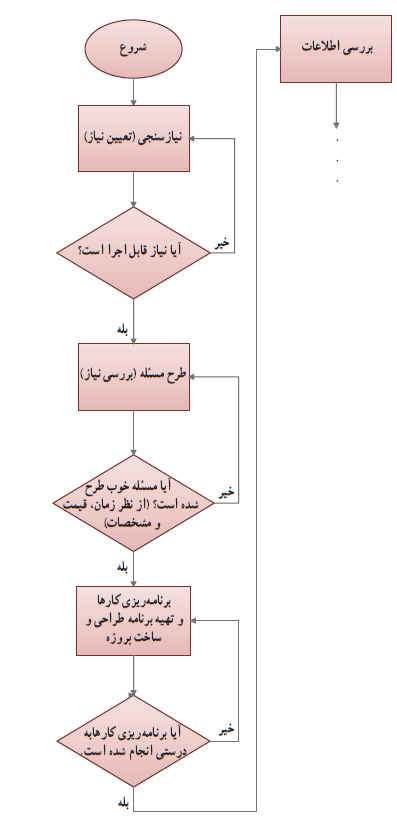 شروع
نیازسنجی (تعیین نیاز)
خیر
آیا نیاز قابل اجرا است؟
بله
طرح مسئله (بررسی نیاز)
آیا مسئله خوب طرح
شده است؟ (از نظر زمان، قیمت
و مشخصات)
خیر
بله
برنامه‌ریزی کارها
و تهیه برنامه طراحی و
ساخت پروژه
آیا برنامه‌ریزی کارها به
درستی انجام شده است.
خیر
بله
بررسی اطلاعات
.
.
.